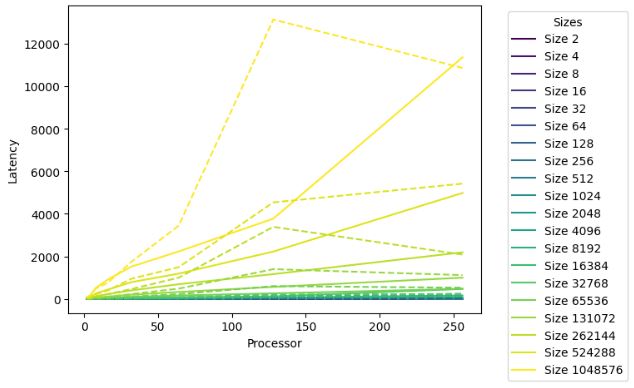 12000
10000
8000
6000
4000
2000
0
Latency
0 50 100 150 200 250
Processor
Sizes
Size 2
Size 4
Size 8
Size 16
Size 32
Size 64
Size 128
Size 256
Size 512
Size 1024
Size 2048
Size 4096
Size 8192
Size 16384
Size 32768
Size 65536
Size 131072
Size 262144
Size 524288
Size 1048576